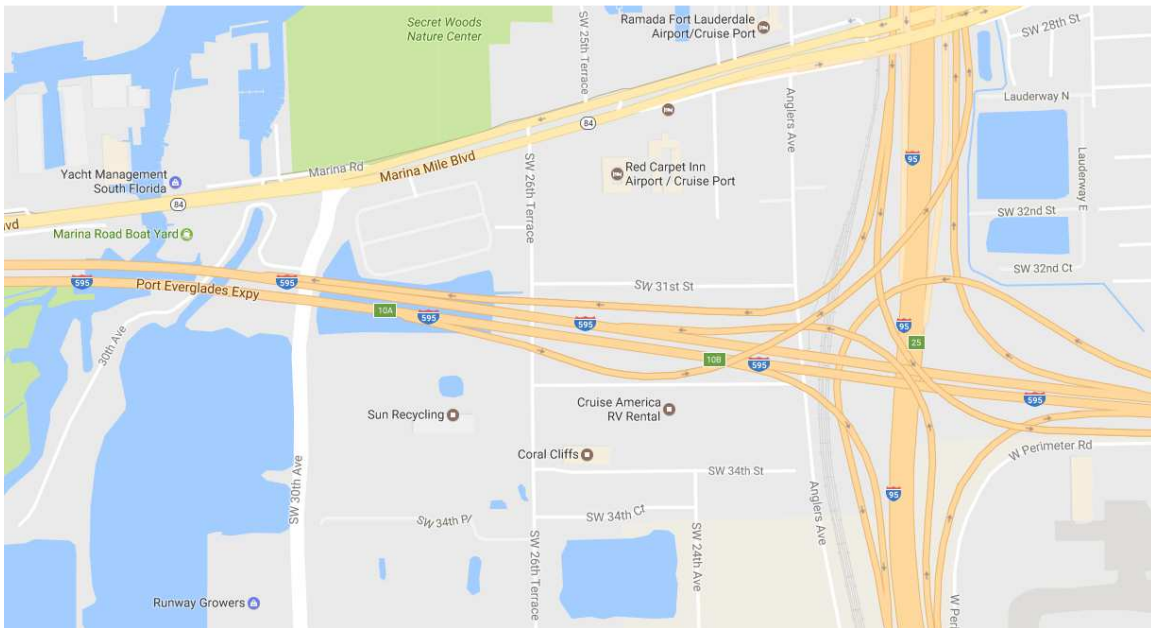 Secret Woods
Nature Center
SW 25th Terrace
Ramada Fort Lauderdale
Airport/Cruise Port
SW 28th St
Lauderway N
Anglers Ave
84
95
Marina Rd
Marina Mile Blvd
SW 26th Terrace
Red Carpet Inn
Airport / Cruise Port
Lauderway E
Yacht Management
South Florida
84
vd
SW 32nd St
Marina Road Boat Yard
SW 32nd Ct
595
Port Everglades Expy
595
SW 31st St
10A
595
595
95
25
30th Ave
10B
595
595
Sun Recycling
Cruise America
RV Rental
Coral Cliffs
SW 34th St
W Perimeter Rd
SW 30th Ave
95
Anglers Ave
SW 34th Pl
SW 34th Ct
SW 26th Terrace
SW 24th Ave
Runway Growers
W P